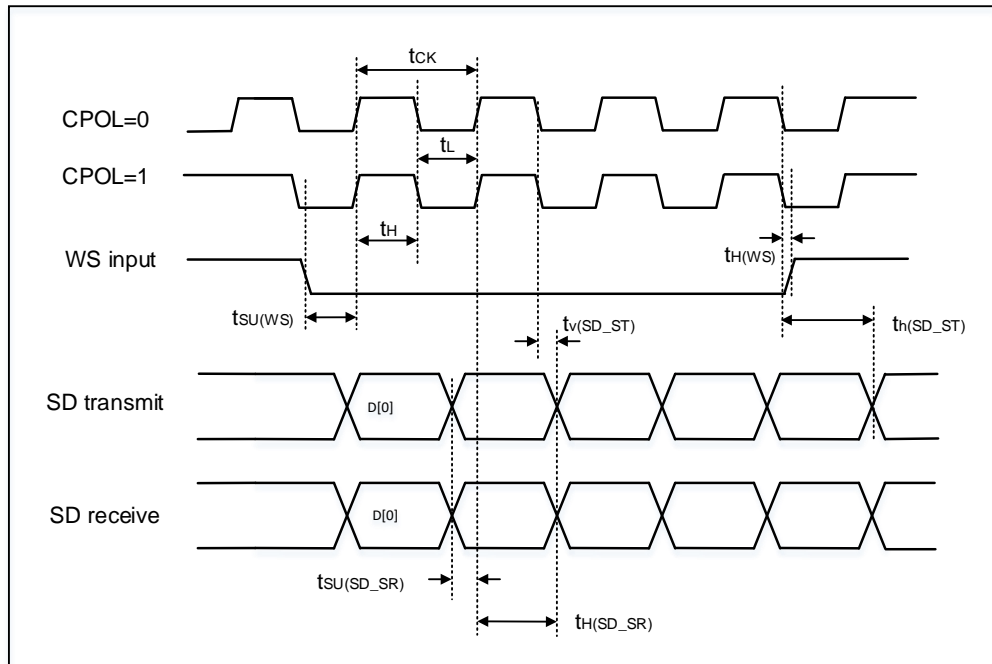 tCK
CPOL=0
tL
CPOL=1
tH
WS input
tH(WS)
tSU(WS)
tv(SD_ST)
th(SD_ST)
SD transmit
D[0]
SD receive
D[0]
tSU(SD_SR)
tH(SD_SR)